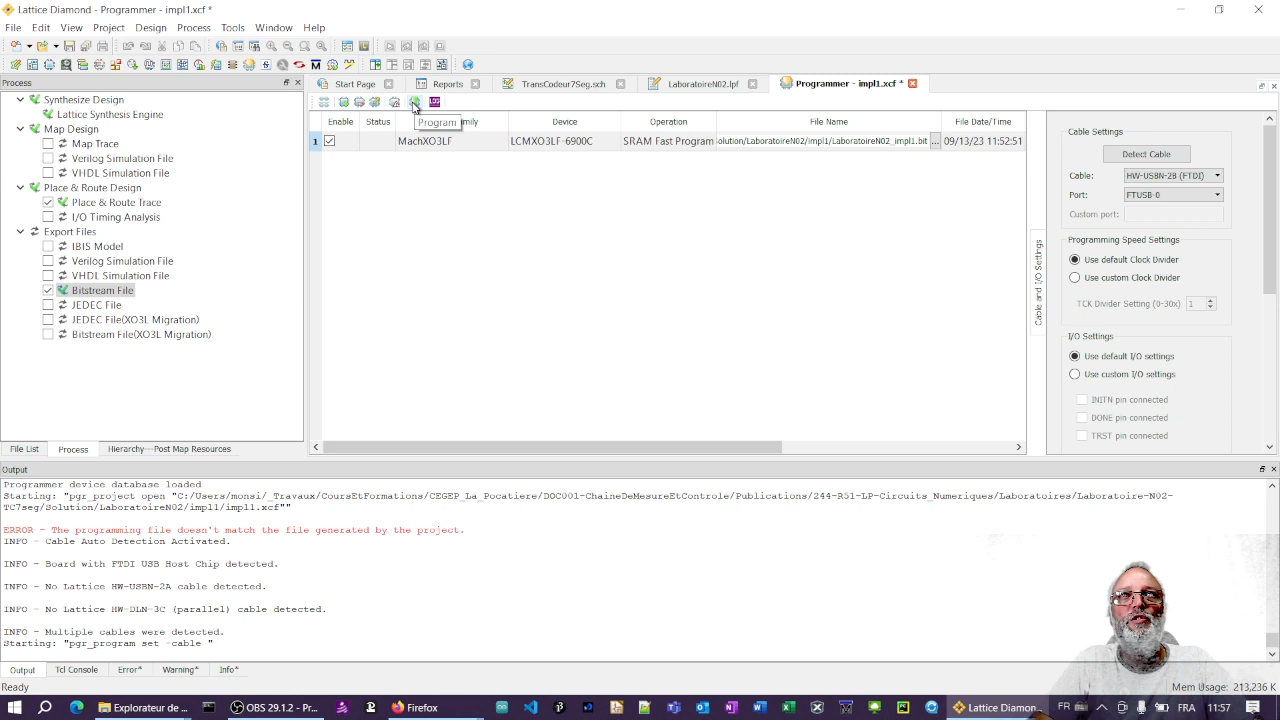 Lattice Diamond - Programmer - impl1.xcf *
File Edit View Project Design Process Tools Window Help
Process
Start Page Reports TransCodeur7Seg.sch LaboratoireN02.lpf Programmer - impl1.xcf *
Synthesize Design
Lattice Synthesis Engine
Map Design
Map Trace
Verilog Simulation File
VHDL Simulation File
Place & Route Design
Place & Route Trace
I/O Timing Analysis
Export Files
IBIS Model
Verilog Simulation File
VHDL Simulation File
Bitstream File
JEDEC File
JEDEC File(XO3L Migration)
Bitstream File(XO3L Migration)
File List Process Hierarchy Post Map Resources
LOG
Program
Enable Status mily Device Operation File Name File Date/Time
1 MachXO3LF LCMXO3LF-6900C SRAM Fast Program olution/LaboratoireN02/impl1/LaboratoireN02_impl1.bit ... 09/13/23 11:52:51
Cable and I/O Settings
Cable Settings
Detect Cable
Cable: HW-USBN-2B (FTDI)
Port: FTUSB-0
Custom port:
Programming Speed Settings
Use default Clock Divider
Use custom Clock Divider
TCK Divider Setting (0-30x) 1
I/O Settings
Use default I/O settings
Use custom I/O settings
INITN pin connected
DONE pin connected
TRST pin connected
Output
Programmer device database loaded
Starting: "pgr_project open "C:/Users/monsi/_Travaux/CoursEtFormations/CEGEP_La_Pocatiere/DOC001-ChaineDeMesureEtControle/Publications/244-R51-LP-Circuits_Numeriques/Laboratoires/Laboratoire-N02-
TC7seg/Solution/LaboratoireN02/impl1/impl1.xcf""
ERROR - The programming file doesn't match the file generated by the project.
INFO - Cable Auto Detection Activated.
INFO - Board with FTDI USB Host Chip detected.
INFO - No Lattice HW-USBN-2A cable detected.
INFO - No Lattice HW-DLN-3C (parallel) cable detected.
INFO - Multiple cables were detected.
Starting: "pgr_program set -cable "
Output Tcl Console Error* Warning* Info*
Ready
Mem Usage: 213,236 K
Explorateur de ... OBS 29.1.2 - Pr... Firefox Lattice Diamon... FRA 11:57